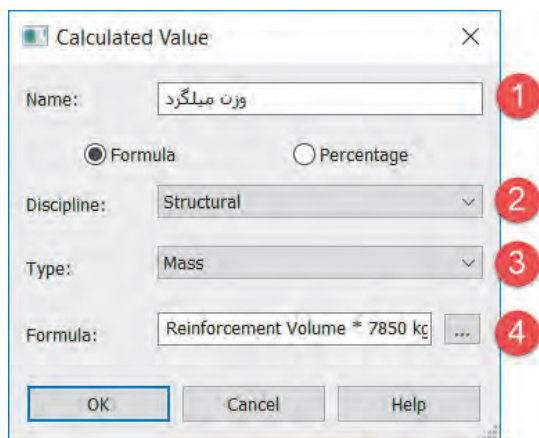 Calculated Value
Name: وزن میلگرد 1
Formula Percentage
Discipline: Structural 2
Type: Mass 3
Formula: Reinforcement Volume * 7850 kg ... 4
OK Cancel Help